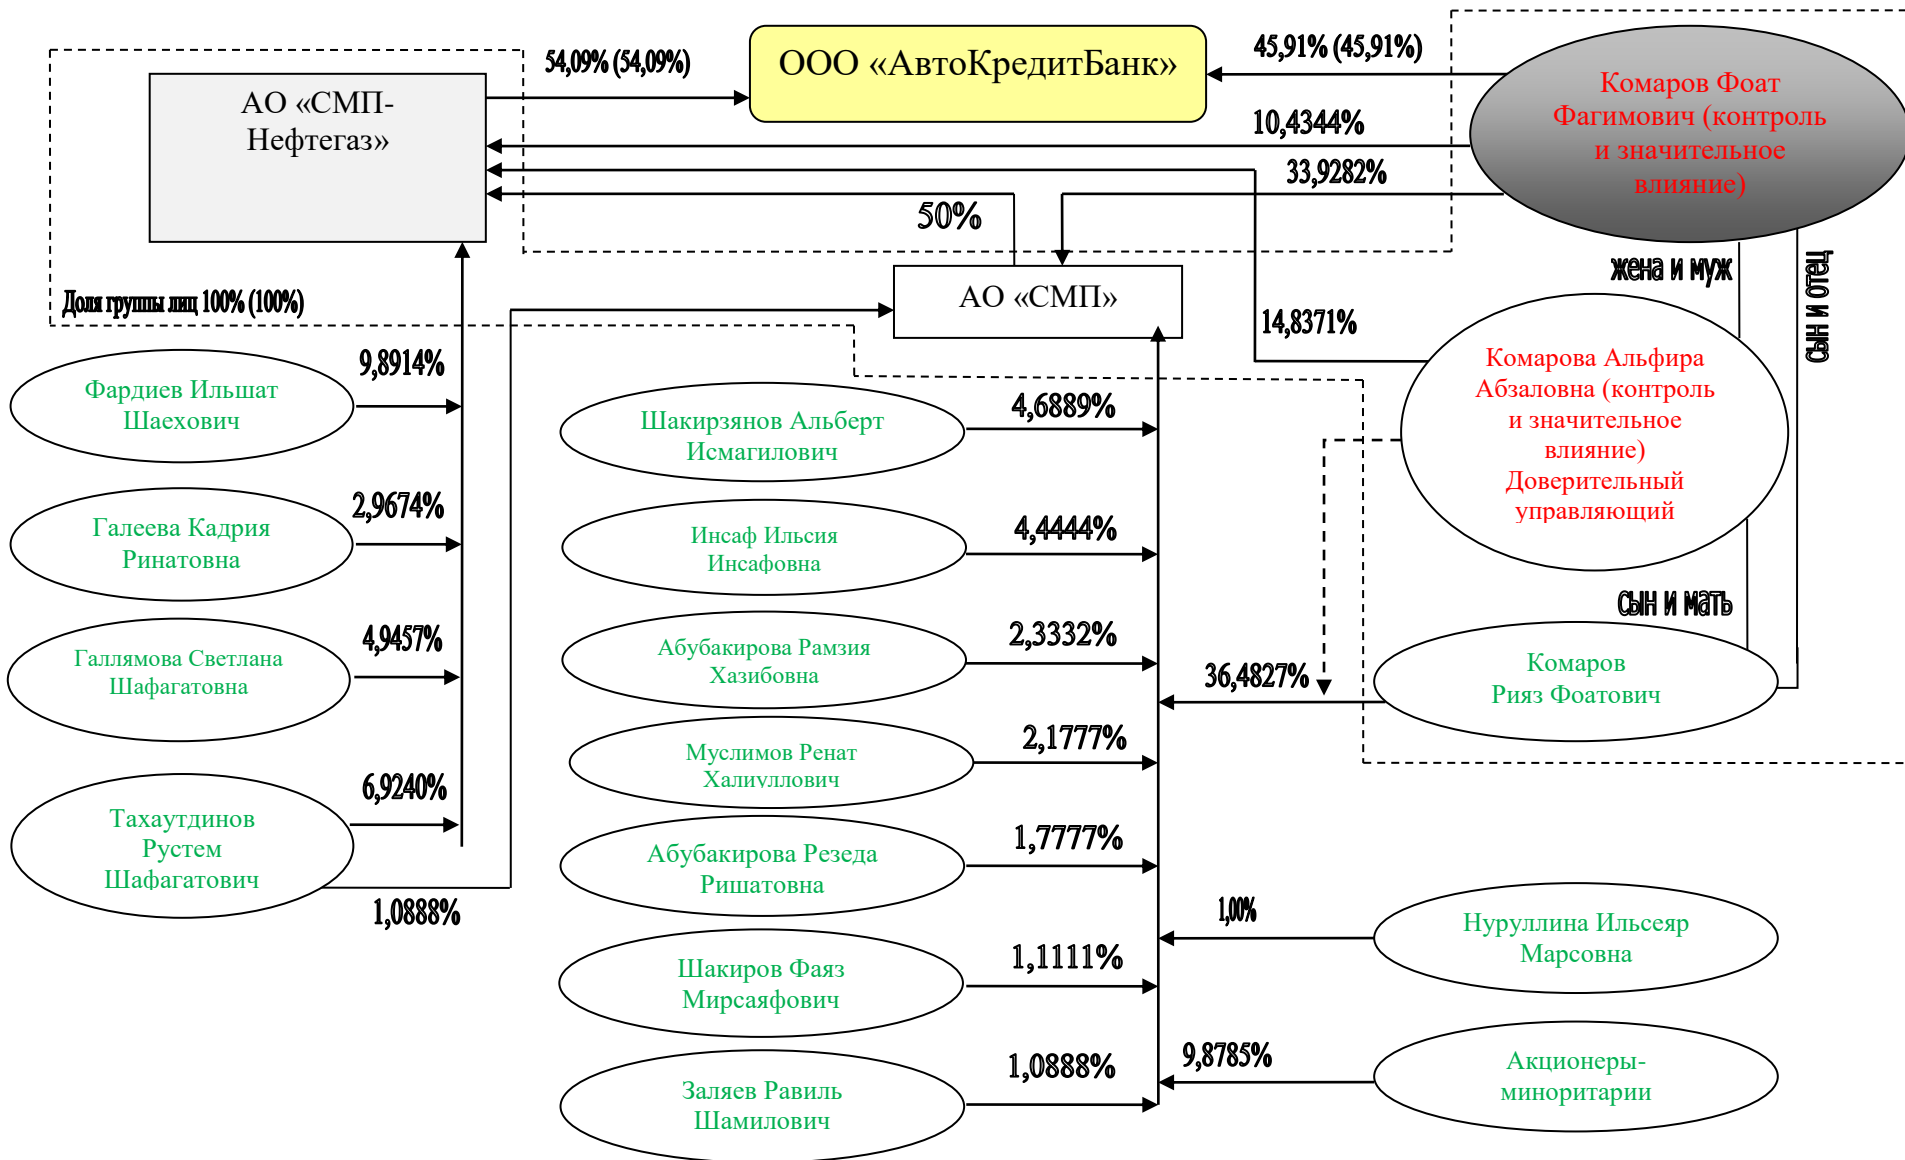 54,09% (54,09%)
ООО «АвтоКредитБанк»
45,91% (45,91%)
АО «СМП-
Нефтегаз»
Комаров Фоат
Фагимович (контроль
и значительное
влияние)
10,4344%
33,9282%
50%
жена и муж
сын и отец
Доля группы лиц 100% (100%)
АО «СМП»
14,8371%
Комарова Альфира
Абзаловна (контроль
и значительное
влияние)
Доверительный
управляющий
9,8914%
Фардиев Ильшат
Шаехович
4,6889%
Шакирзянов Альберт
Исмагилович
2,9674%
Галеева Кадрия
Ринатовна
4,4444%
Инсаф Ильсия
Инсафовна
сын и мать
4,9457%
Галлямова Светлана
Шафагатовна
2,3332%
Абубакирова Рамзия
Хазибовна
36,4827%
Комаров
Рияз Фоатович
2,1777%
Муслимов Ренат
Халиуллович
6,9240%
Тахаутдинов
Рустем
Шафагатович
1,0888%
1,7777%
Абубакирова Резеда
Ришатовна
1,00%
Нуруллина Ильсеяр
Марсовна
1,1111%
Шакиров Фаяз
Мирсаяфович
1,0888%
Заляев Равиль
Шамилович
9,8785%
Акционеры-
миноритарии